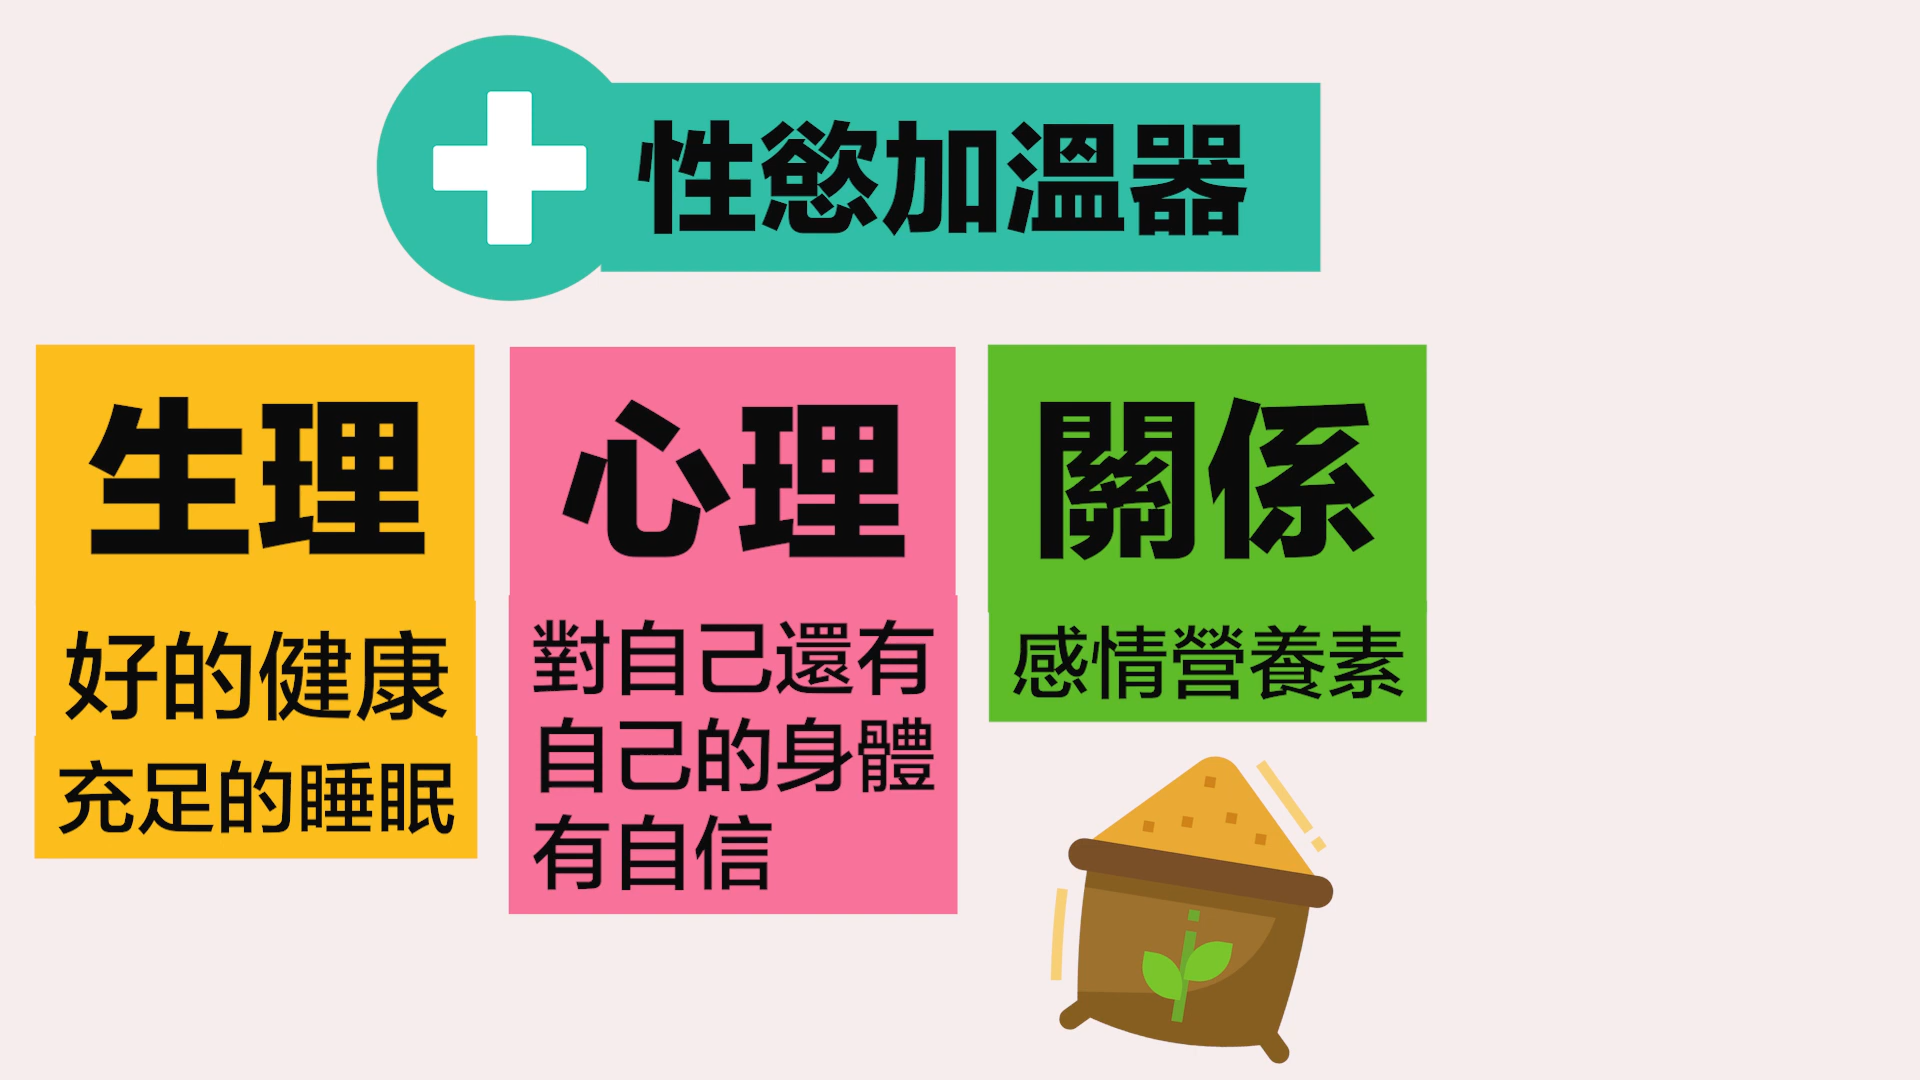 性慾加溫器
生理
好的健康
充足的睡眠
心理
對自己還有
自己的身體
有自信
關係
感情營養素